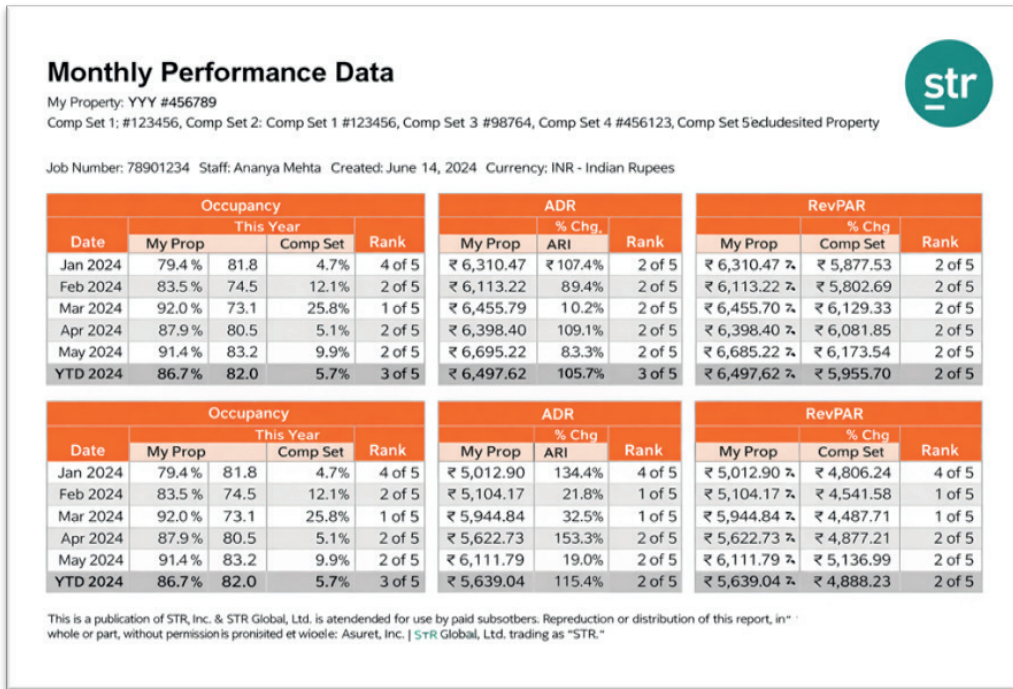 Monthly Performance Data
str
My Property: YYY #456789
Comp Set 1; #123456, Comp Set 2: Comp Set 1 #123456, Comp Set 3 #98764, Comp Set 4 #456123, Comp Set 5 ecludesited Property
Job Number: 78901234 Staff: Ananya Mehta Created: June 14, 2024 Currency: INR - Indian Rupees
Occupancy ADR RevPAR
This Year % Chg. % Chg
Date My Prop Comp Set Rank My Prop ARI Rank My Prop Comp Set Rank
Jan 2024 79.4% 81.8 4.7% 4 of 5 ₹ 6,310.47 ₹ 107.4% 2 of 5 ₹ 6,310.47 ₹ 5,877.53 2 of 5
Feb 2024 83.5% 74.5 12.1% 2 of 5 ₹ 6,113.22 89.4% 2 of 5 ₹ 6,113.22 ₹ 5,802.69 2 of 5
Mar 2024 92.0% 73.1 25.8% 1 of 5 ₹ 6,455.79 10.2% 2 of 5 ₹ 6,455.70 ₹ 6,129.33 2 of 5
Apr 2024 87.9% 80.5 5.1% 2 of 5 ₹ 6,398.40 109.1% 2 of 5 ₹ 6,398.40 ₹ 6,081.85 2 of 5
May 2024 91.4% 83.2 9.9% 2 of 5 ₹ 6,695.22 83.3% 2 of 5 ₹ 6,685.22 ₹ 6,173.54 2 of 5
YTD 2024 86.7% 82.0 5.7% 3 of 5 ₹ 6,497.62 105.7% 3 of 5 ₹ 6,497,62 ₹ 5,955.70 2 of 5
Occupancy ADR RevPAR
This Year % Chg % Chg
Date My Prop Comp Set Rank My Prop ARI Rank My Prop Comp Set Rank
Jan 2024 79.4% 81.8 4.7% 4 of 5 ₹ 5,012.90 134.4% 4 of 5 ₹ 5,012.90 ₹ 4,806.24 4 of 5
Feb 2024 83.5% 74.5 12.1% 2 of 5 ₹ 5,104.17 21.8% 1 of 5 ₹ 5,104.17 ₹ 4,541.58 1 of 5
Mar 2024 92.0% 73.1 25.8% 1 of 5 ₹ 5,944.84 32.5% 1 of 5 ₹ 5,944.84 ₹ 4,487.71 1 of 5
Apr 2024 87.9% 80.5 5.1% 2 of 5 ₹ 5,622.73 153.3% 2 of 5 ₹ 5,622.73 ₹ 4,877.21 2 of 5
May 2024 91.4% 83.2 9.9% 2 of 5 ₹ 6,111.79 19.0% 2 of 5 ₹ 6,111.79 ₹ 5,136.99 2 of 5
YTD 2024 86.7% 82.0 5.7% 3 of 5 ₹ 5,639.04 115.4% 2 of 5 ₹ 5,639.04 ₹ 4,888.23 2 of 5
This is a publication of STR, Inc. & STR Global, Ltd. is atendended for use by paid subsotbers. Repreduction or distribution of this report, in"
whole or part, without permission is pronisited et wioele: Asuret, Inc. | STR Global, Ltd. trading as "STR."